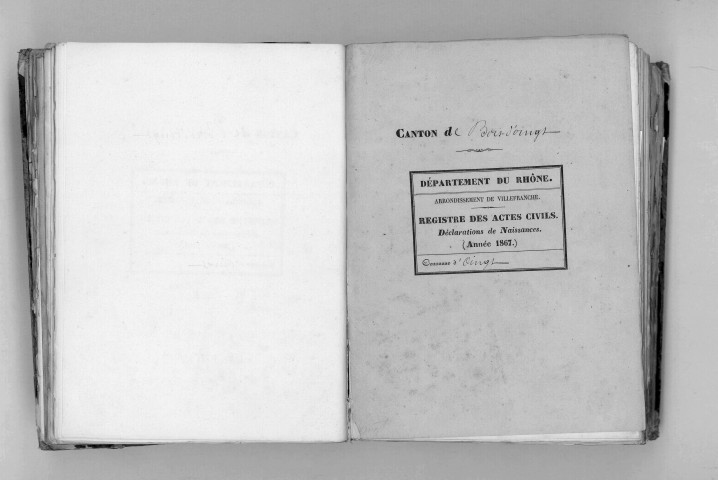 CANTON de Bois d'oingt
DÉPARTEMENT DU RHÔNE.
ARRONDISSEMENT DE VILLEFRANCHE.
REGISTRE DES ACTES CIVILS.
Déclarations de Naissances.
(Année 1867.)
Commune d'Oingt